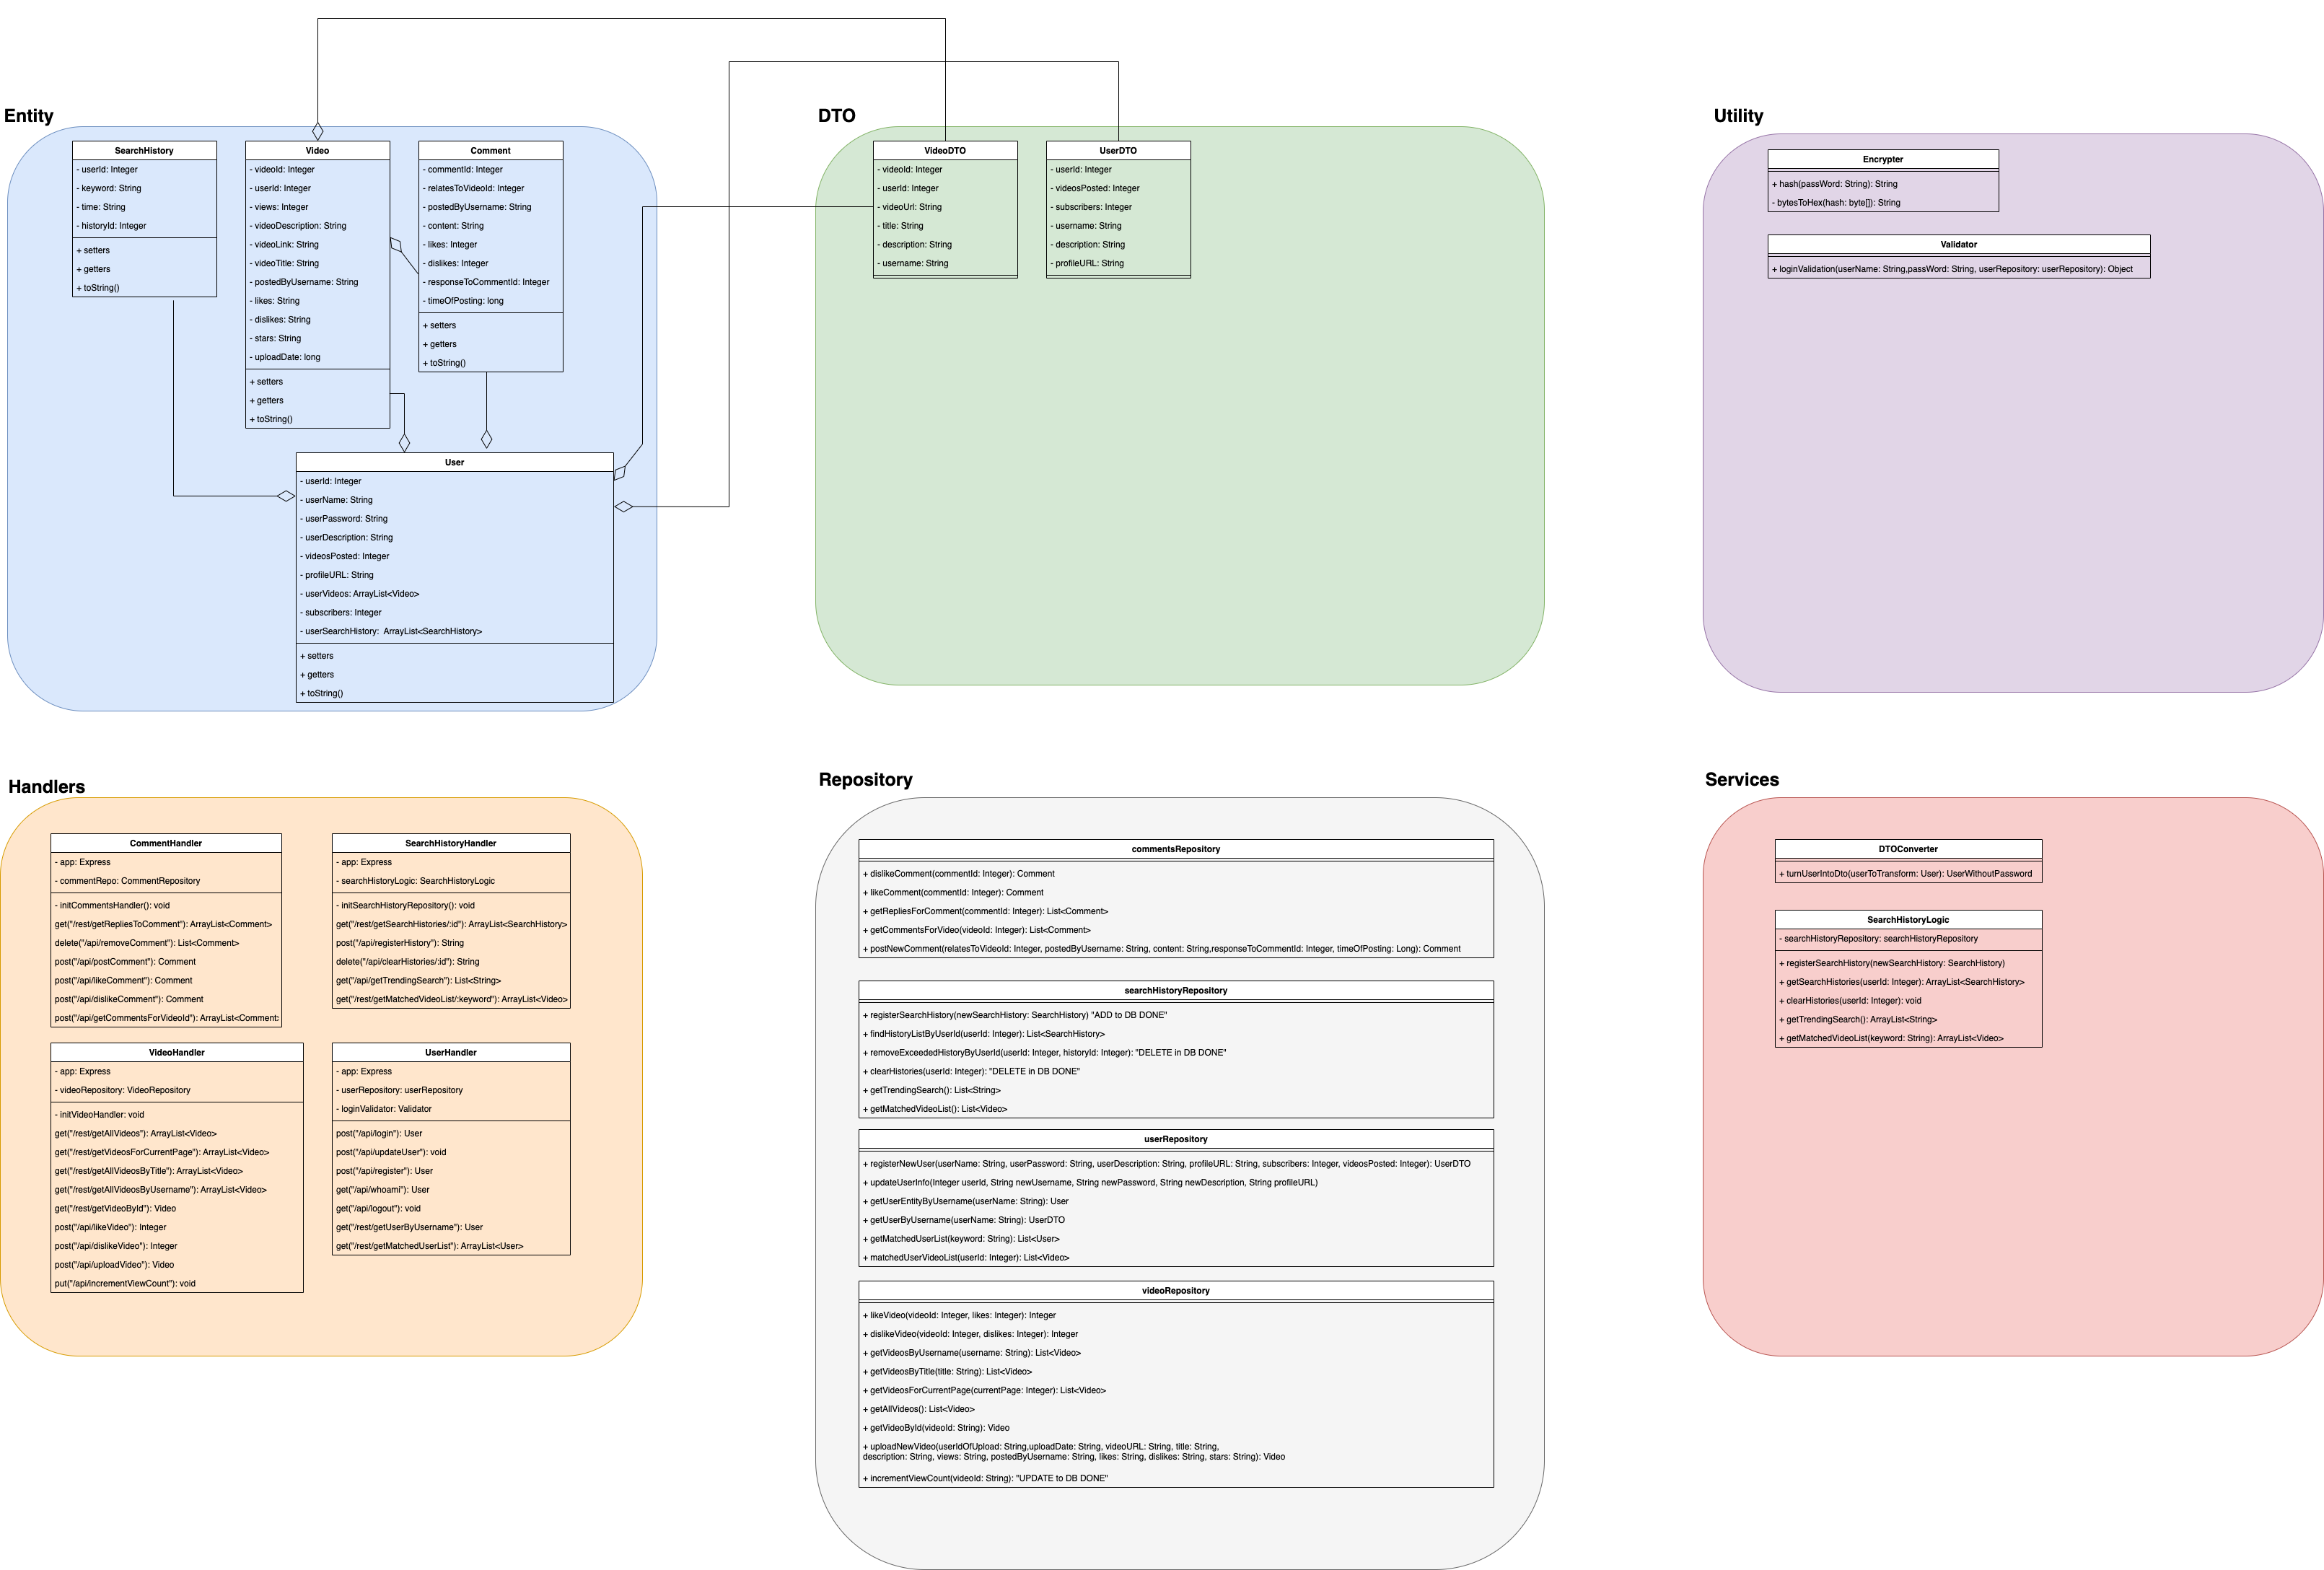 Entity
SearchHistory
- userId: Integer
- keyword: String
- time: String
- historyId: Integer
+ setters
+ getters
+ toString()
Video
- videoId: Integer
- userId: Integer
- views: Integer
- videoDescription: String
- videoLink: String
- videoTitle: String
- postedByUsername: String
- likes: String
- dislikes: String
- stars: String
- uploadDate: long
+ setters
+ getters
+ toString()
Comment
- commentId: Integer
- relatesToVideoId: Integer
- postedByUsername: String
- content: String
- likes: Integer
- dislikes: Integer
- responseToCommentId: Integer
- timeOfPosting: long
+ setters
+ getters
+ toString()
User
- userId: Integer
- userName: String
- userPassword: String
- userDescription: String
- videosPosted: Integer
- profileURL: String
- userVideos: ArrayList<Video>
- subscribers: Integer
- userSearchHistory:  ArrayList<SearchHistory>
+ setters
+ getters
+ toString()
DTO
VideoDTO
- videoId: Integer
- userId: Integer
- videoUrl: String
- title: String
- description: String
- username: String
UserDTO
- userId: Integer
- videosPosted: Integer
- subscribers: Integer
- username: String
- description: String
- profileURL: String
Utility
Encrypter
+ hash(passWord: String): String
- bytesToHex(hash: byte[]): String
Validator
+ loginValidation(userName: String,passWord: String, userRepository: userRepository): Object
Handlers
CommentHandler
- app: Express
- commentRepo: CommentRepository
- initCommentsHandler(): void
get("/rest/getRepliesToComment"): ArrayList<Comment>
delete("/api/removeComment"): List<Comment>
post("/api/postComment"): Comment
post("/api/likeComment"): Comment
post("/api/dislikeComment"): Comment
post("/api/getCommentsForVideoId"): ArrayList<Comment:
SearchHistoryHandler
- app: Express
- searchHistoryLogic: SearchHistoryLogic
- initSearchHistoryRepository(): void
get("/rest/getSearchHistories/:id"): ArrayList<SearchHistory>
post("/api/registerHistory"): String
delete("/api/clearHistories/:id"): String
get("/api/getTrendingSearch"): List<String>
get("/rest/getMatchedVideoList/:keyword"): ArrayList<Video>
VideoHandler
- app: Express
- videoRepository: VideoRepository
- initVideoHandler: void
get("/rest/getAllVideos"): ArrayList<Video>
get("/rest/getVideosForCurrentPage"): ArrayList<Video>
get("/rest/getAllVideosByTitle"): ArrayList<Video>
get("/rest/getAllVideosByUsername"): ArrayList<Video>
get("/rest/getVideoById"): Video
post("/api/likeVideo"): Integer
post("/api/dislikeVideo"): Integer
post("/api/uploadVideo"): Video
put("/api/incrementViewCount"): void
UserHandler
- app: Express
- userRepository: userRepository
- loginValidator: Validator
post("/api/login"): User
post("/api/updateUser"): void
post("/api/register"): User
get("/api/whoami"): User
get("/api/logout"): void
get("/rest/getUserByUsername"): User
get("/rest/getMatchedUserList"): ArrayList<User>
Repository
commentsRepository
+ dislikeComment(commentId: Integer): Comment
+ likeComment(commentId: Integer): Comment
+ getRepliesForComment(commentId: Integer): List<Comment>
+ getCommentsForVideo(videoId: Integer): List<Comment>
+ postNewComment(relatesToVideoId: Integer, postedByUsername: String, content: String,responseToCommentId: Integer, timeOfPosting: Long): Comment
searchHistoryRepository
+ registerSearchHistory(newSearchHistory: SearchHistory) "ADD to DB DONE"
+ findHistoryListByUserId(userId: Integer): List<SearchHistory>
+ removeExceededHistoryByUserId(userId: Integer, historyId: Integer): "DELETE in DB DONE"
+ clearHistories(userId: Integer): "DELETE in DB DONE"
+ getTrendingSearch(): List<String>
+ getMatchedVideoList(): List<Video>
userRepository
+ registerNewUser(userName: String, userPassword: String, userDescription: String, profileURL: String, subscribers: Integer, videosPosted: Integer): UserDTO
+ updateUserInfo(Integer userId, String newUsername, String newPassword, String newDescription, String profileURL)
+ getUserEntityByUsername(userName: String): User
+ getUserByUsername(userName: String): UserDTO
+ getMatchedUserList(keyword: String): List<User>
+ matchedUserVideoList(userId: Integer): List<Video>
videoRepository
+ likeVideo(videoId: Integer, likes: Integer): Integer
+ dislikeVideo(videoId: Integer, dislikes: Integer): Integer
+ getVideosByUsername(username: String): List<Video>
+ getVideosByTitle(title: String): List<Video>
+ getVideosForCurrentPage(currentPage: Integer): List<Video>
+ getAllVideos(): List<Video>
+ getVideoById(videoId: String): Video
+ uploadNewVideo(userIdOfUpload: String,uploadDate: String, videoURL: String, title: String,
description: String, views: String, postedByUsername: String, likes: String, dislikes: String, stars: String): Video
+ incrementViewCount(videoId: String): "UPDATE to DB DONE"
Services
DTOConverter
+ turnUserIntoDto(userToTransform: User): UserWithoutPassword
SearchHistoryLogic
- searchHistoryRepository: searchHistoryRepository
+ registerSearchHistory(newSearchHistory: SearchHistory)
+ getSearchHistories(userId: Integer): ArrayList<SearchHistory>
+ clearHistories(userId: Integer): void
+ getTrendingSearch(): ArrayList<String>
+ getMatchedVideoList(keyword: String): ArrayList<Video>